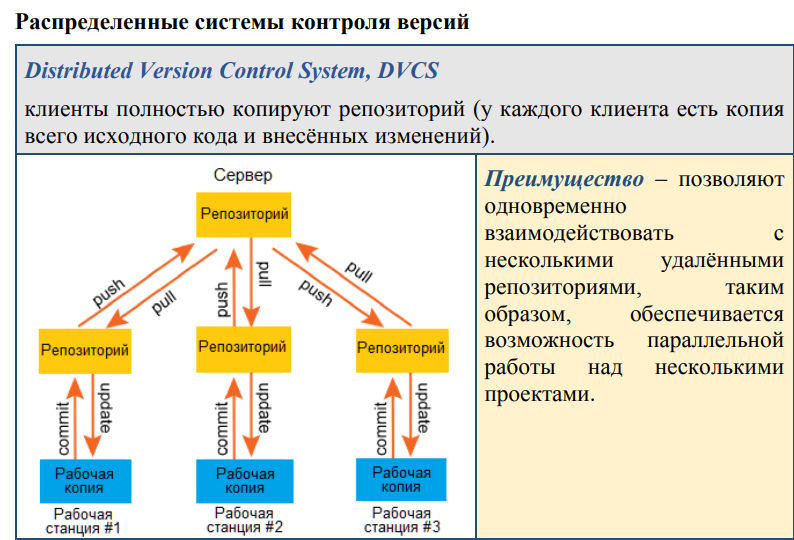 Распределенные системы контроля версий
Distributed Version Control System, DVCS
клиенты полностью копируют репозиторий (у каждого клиента есть копия
всего исходного кода и внесённых изменений).
Сервер
Репозиторий
push
pull
push
pull
push
pull
Репозиторий
Репозиторий
Репозиторий
commit
update
commit
update
commit
update
Рабочая
копия
Рабочая
копия
Рабочая
копия
Рабочая
станция #1
Рабочая
станция #2
Рабочая
станция #3
Преимущество – позволяют
одновременно
взаимодействовать с
несколькими удалёнными
репозиториями, таким
образом, обеспечивается
возможность параллельной
работы над несколькими
проектами.